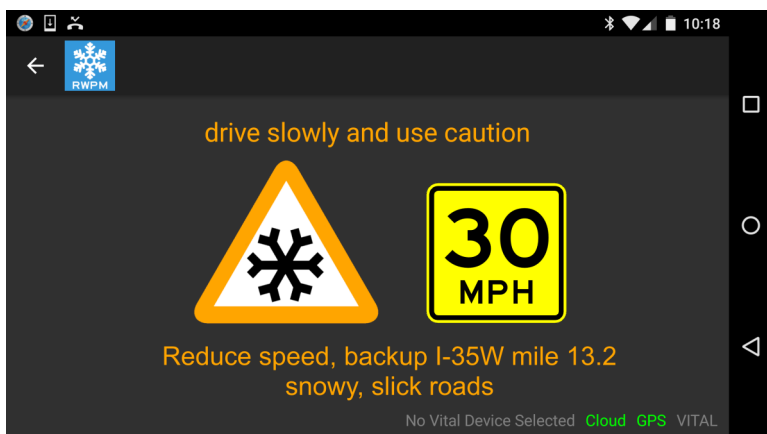 10:18
RWPM
drive slowly and use caution
30
MPH
Reduce speed, backup I-35W mile 13.2
snowy, slick roads
No Vital Device Selected Cloud GPS VITAL